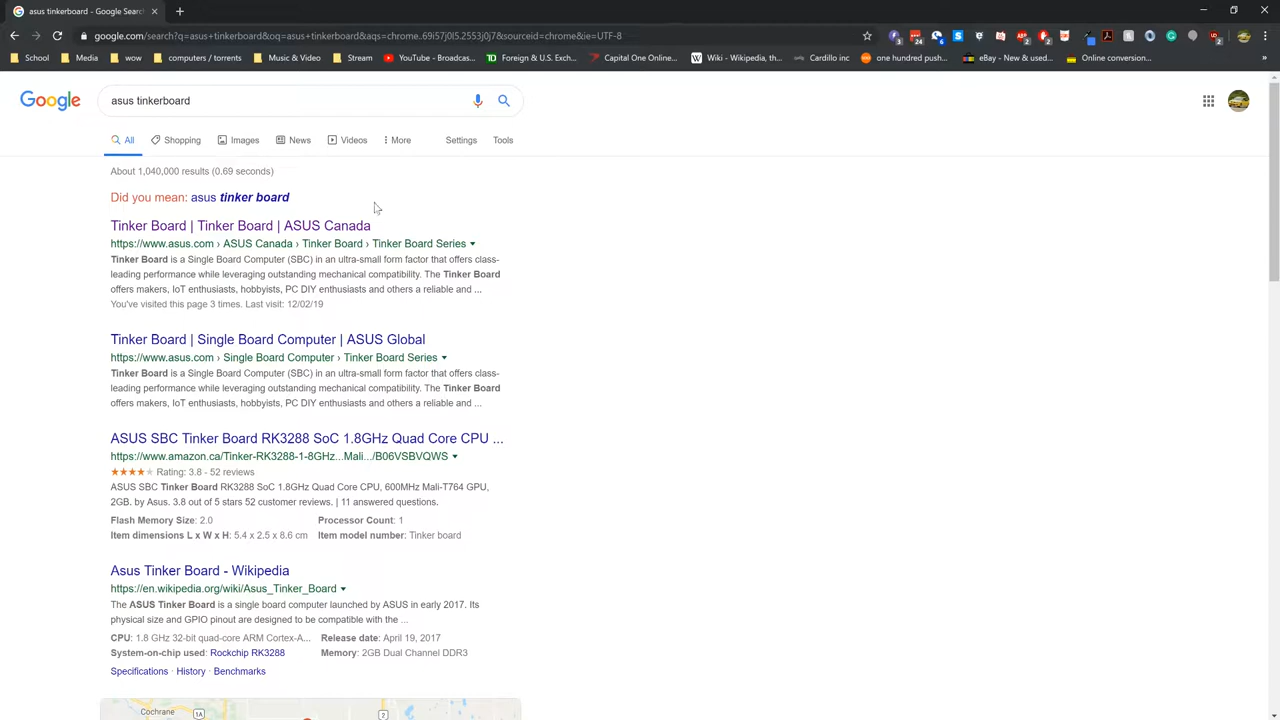 asus tinkerboard - Google Search
google.com/search?q=asus+tinkerboard&oq=asus+tinkerboard&aqs=chrome..69i57j0l5.2553j0j7&sourceid=chrome&ie=UTF-8
School Media wow computers / torrents Music & Video Stream YouTube - Broadcas... Foreign & U.S. Exc... Capital One Online... Wiki - Wikipedia, th... Cardillo inc one hundred push... eBay - New & used... Online conversion...
Google
asus tinkerboard
All Shopping Images News Videos More Settings Tools
About 1,040,000 results (0.69 seconds)
Did you mean: asus tinker board
Tinker Board | Tinker Board | ASUS Canada
https://www.asus.com › ASUS Canada › Tinker Board › Tinker Board Series
Tinker Board is a Single Board Computer (SBC) in an ultra-small form factor that offers class-
leading performance while leveraging outstanding mechanical compatibility. The Tinker Board
offers makers, IoT enthusiasts, hobbyists, PC DIY enthusiasts and others a reliable and ...
You've visited this page 3 times. Last visit: 12/02/19
Tinker Board | Single Board Computer | ASUS Global
https://www.asus.com › Single Board Computer › Tinker Board Series
Tinker Board is a Single Board Computer (SBC) in an ultra-small form factor that offers class-
leading performance while leveraging outstanding mechanical compatibility. The Tinker Board
offers makers, IoT enthusiasts, hobbyists, PC DIY enthusiasts and others a reliable and ...
ASUS SBC Tinker Board RK3288 SoC 1.8GHz Quad Core CPU ...
https://www.amazon.ca/Tinker-RK3288-1-8GHz...Mali.../B06VSBVQWS
Rating: 3.8 - 52 reviews
ASUS SBC Tinker Board RK3288 SoC 1.8GHz Quad Core CPU, 600MHz Mali-T764 GPU,
2GB. by Asus. 3.8 out of 5 stars 52 customer reviews. | 11 answered questions.
Flash Memory Size: 2.0 Processor Count: 1
Item dimensions L x W x H: 5.4 x 2.5 x 8.6 cm Item model number: Tinker board
Asus Tinker Board - Wikipedia
https://en.wikipedia.org/wiki/Asus_Tinker_Board
The ASUS Tinker Board is a single board computer launched by ASUS in early 2017. Its
physical size and GPIO pinout are designed to be compatible with the ...
CPU: 1.8 GHz 32-bit quad-core ARM Cortex-A... Release date: April 19, 2017
System-on-chip used: Rockchip RK3288 Memory: 2GB Dual Channel DDR3
Specifications · History · Benchmarks
Cochrane